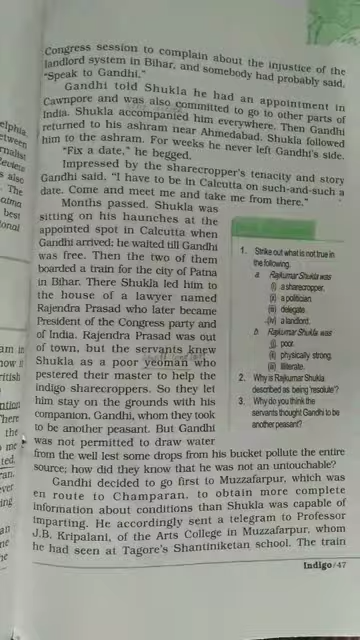 Congress session to complain about the injustice of the
landlord system in Bihar, and somebody had probably said,
"Speak to Gandhi."
Gandhi told Shukla he had an appointment in
Cawnpore and was also committed to go to other parts of
India. Shukla accompanied him everywhere. Then Gandhi
returned to his ashram near Ahmedabad. Shukla followed
him to the ashram. For weeks he never left Gandhi's side.
"Fix a date," he begged.
Impressed by the sharecropper's tenacity and story
Gandhi said, "I have to be in Calcutta on such-and-such a
date. Come and meet me and take me from there."
Months passed. Shukla was
sitting on his haunches at the
appointed spot in Calcutta when
Gandhi arrived; he waited till Gandhi
was free. Then the two of them
boarded a train for the city of Patna
in Bihar. There Shukla led him to
the house of a lawyer named
Rajendra Prasad who later became
President of the Congress party and
of India. Rajendra Prasad was out
of town, but the servants knew
Shukla as a poor yeoman who
pestered their master to help the
indigo sharecroppers. So they let
him stay on the grounds with his
companion, Gandhi, whom they took
to be another peasant. But Gandhi
was not permitted to draw water
from the well lest some drops from his bucket pollute the entire
source; how did they know that he was not an untouchable?
Gandhi decided to go first to Muzzafarpur, which was
en route to Champaran, to obtain more complete
information about conditions than Shukla was capable of
imparting. He accordingly sent a telegram to Professor
J.B. Kripalani, of the Arts College in Muzzafarpur, whom
he had seen at Tagore's Shantiniketan school. The train
1. Strike out what is not true in
the following.
a Rajkumar Shukla was
(i) a sharecropper.
(ii) a politician.
(iii) delegate.
(iv) a landlord.
b Rajkumar Shukla was
(i) poor.
(ii) physically strong.
(iii) illiterate.
2. Why is Rajkumar Shukla
described as being 'resolute'?
3. Why do you think the
servants thought Gandhi to be
another peasant?
Indigo/47